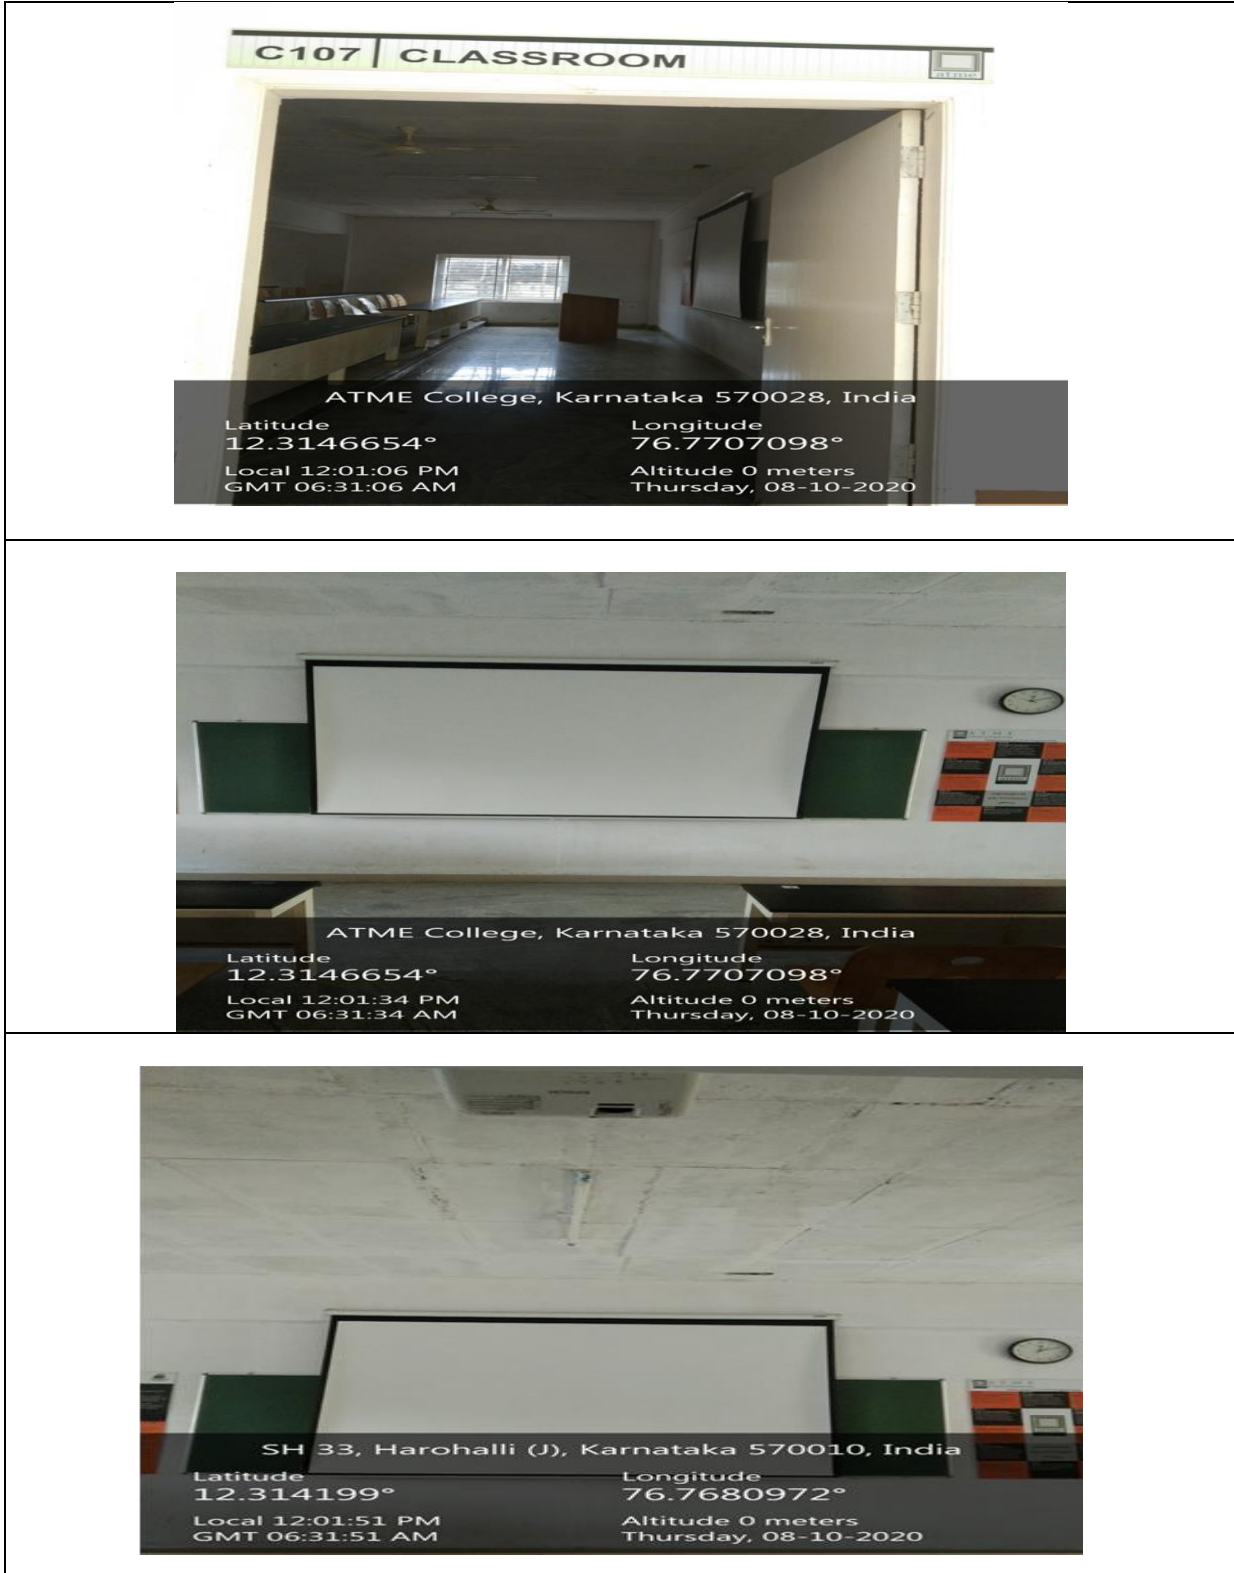 C107 CLASSROOM
atme
ATME College, Karnataka 570028, India
Latitude Longitude
12.3146654° 76.7707098°
Local 12:01:06 PM Altitude 0 meters
GMT 06:31:06 AM Thursday, 08-10-2020
ATME College, Karnataka 570028, India
Latitude Longitude
12.3146654° 76.7707098°
Local 12:01:34 PM Altitude 0 meters
GMT 06:31:34 AM Thursday, 08-10-2020
EPSON
SH 33, Harohalli (J), Karnataka 570010, India
Latitude Longitude
12.314199° 76.7680972°
Local 12:01:51 PM Altitude 0 meters
GMT 06:31:51 AM Thursday, 08-10-2020